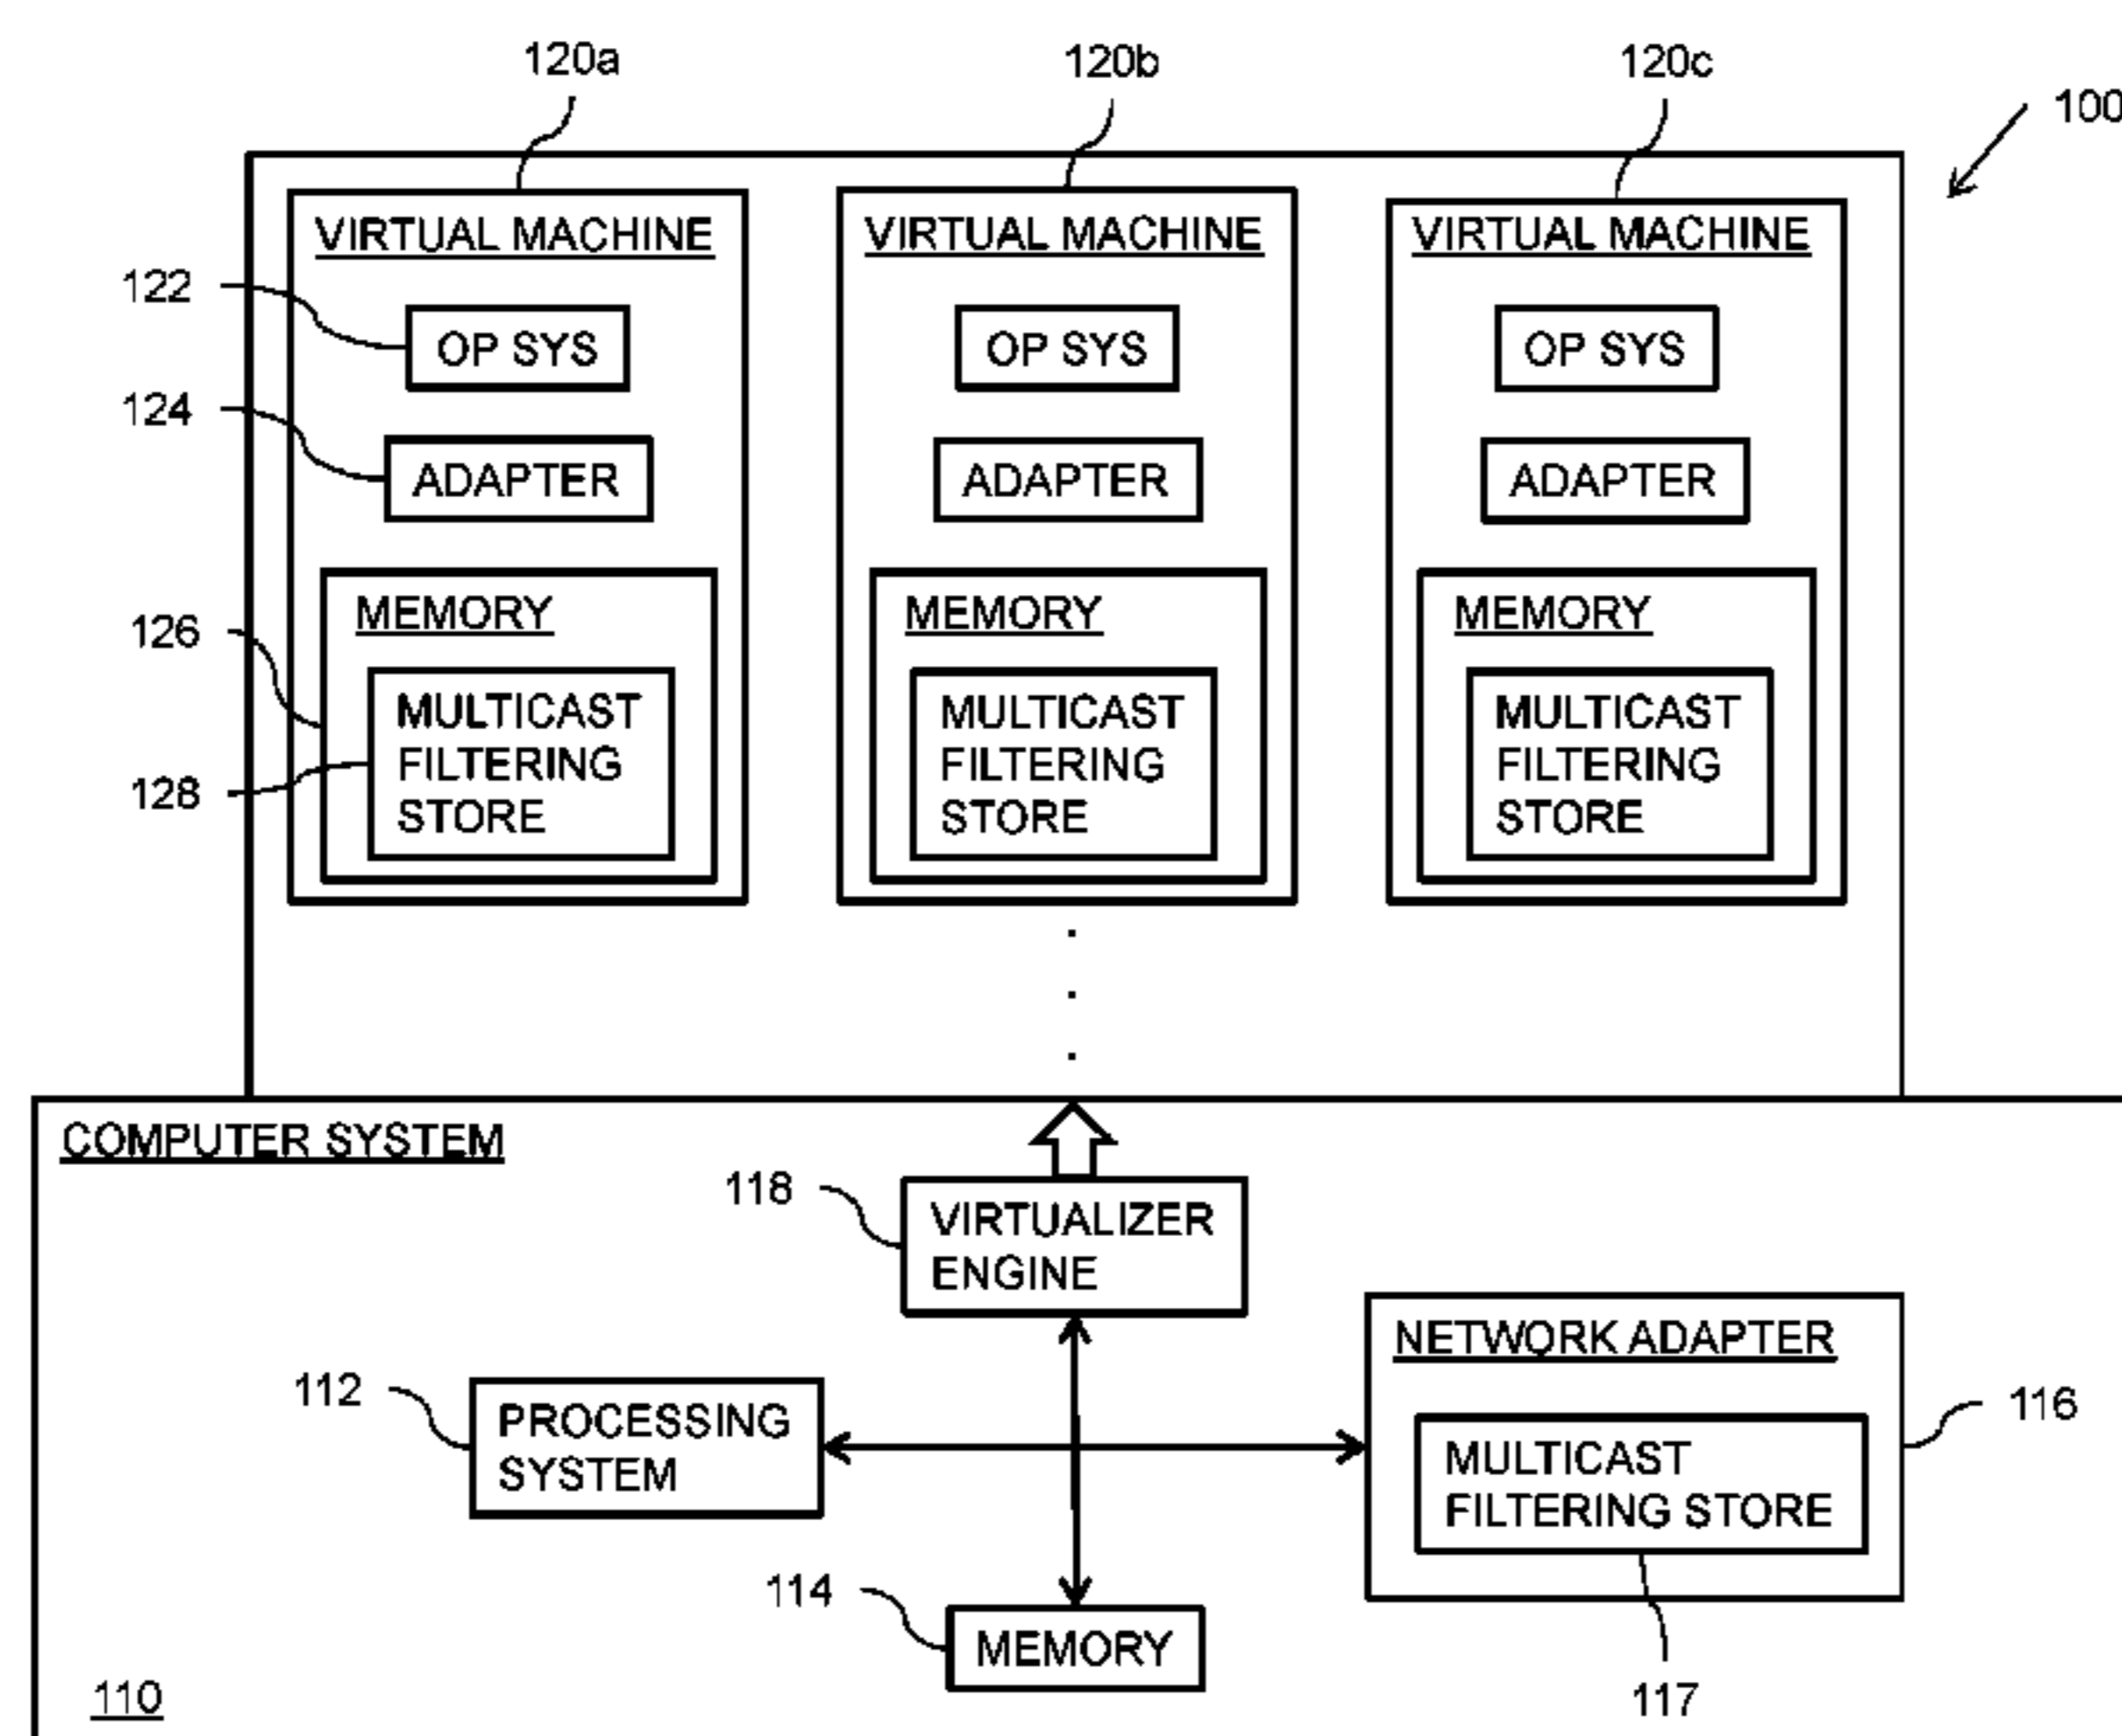 120a
120b
120c
100
VIRTUAL MACHINE
VIRTUAL MACHINE
VIRTUAL MACHINE
122
OP SYS
OP SYS
OP SYS
124
ADAPTER
ADAPTER
ADAPTER
126
MEMORY
MEMORY
MEMORY
128
MULTICAST
FILTERING
STORE
MULTICAST
FILTERING
STORE
MULTICAST
FILTERING
STORE
COMPUTER SYSTEM
118
VIRTUALIZER
ENGINE
112
PROCESSING
SYSTEM
NETWORK ADAPTER
116
MULTICAST
FILTERING STORE
117
114
MEMORY
110